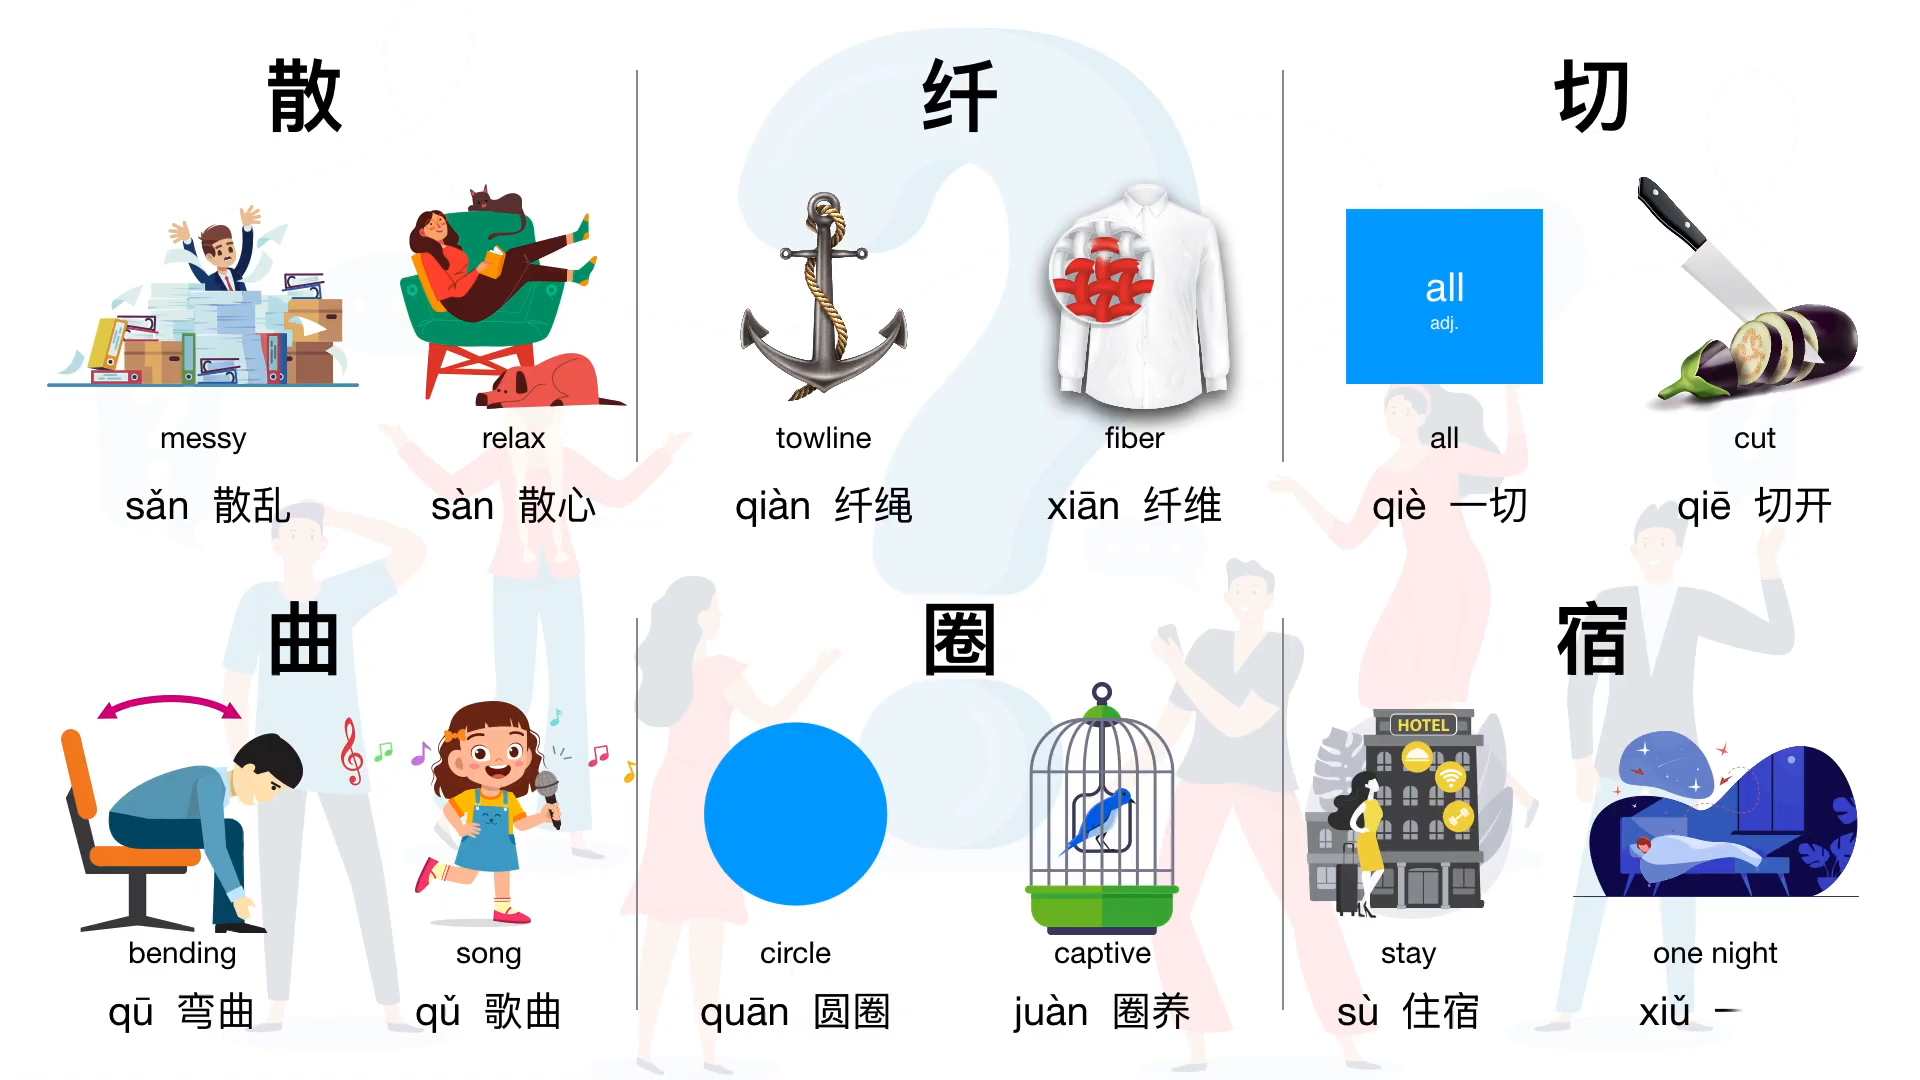 散
纤
切
all
adj.
messy
relax
towline
fiber
all
cut
sǎn 散乱
sàn 散心
qiàn 纤绳
xiān 纤维
qiè 一切
qiē 切开
曲
圈
宿
HOTEL
bending
song
circle
captive
stay
one night
qū 弯曲
qǔ 歌曲
quān 圆圈
juàn 圈养
sù 住宿
xiǔ 一